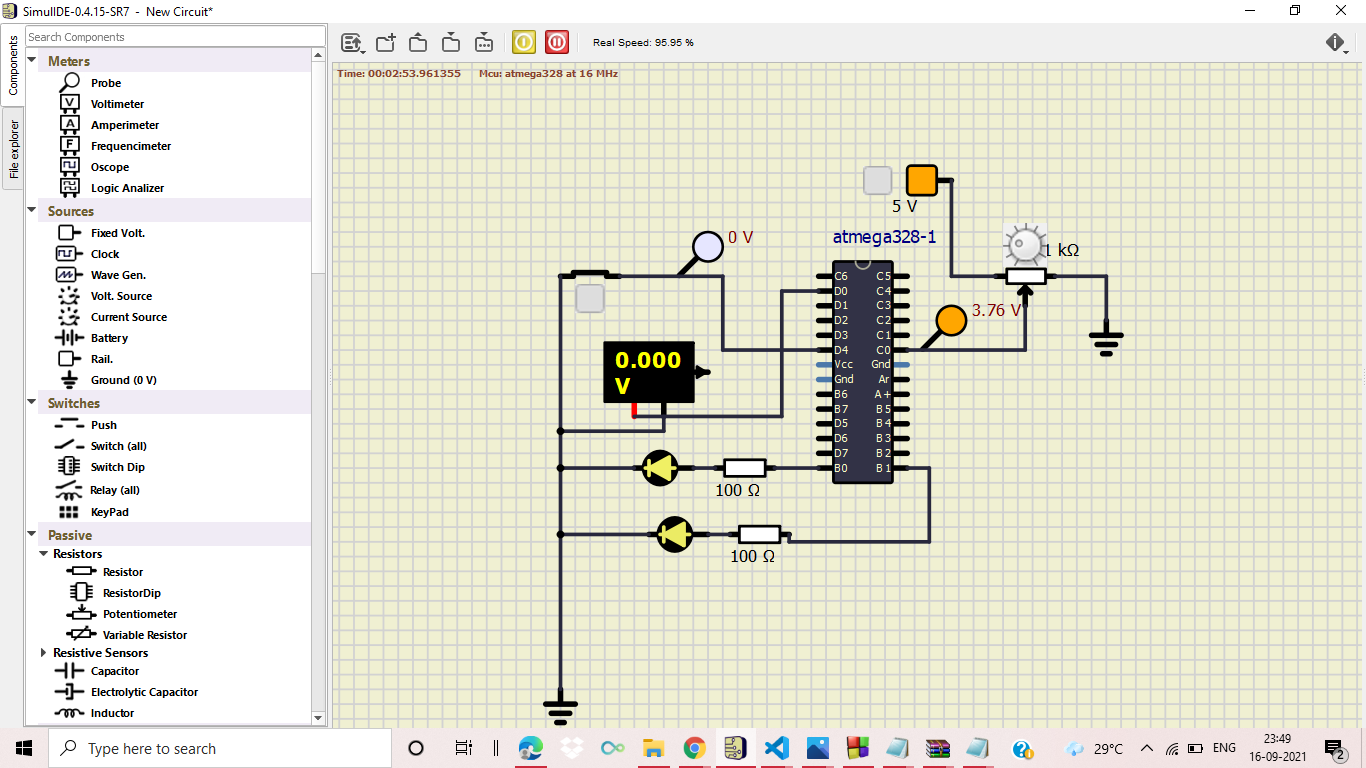 SimulIDE-0.4.15-SR7 - New Circuit*
Components
File explorer
Search Components
Real Speed: 95.95 %
Time: 00:02:53.961355 Mcu: atmega328 at 16 MHz
Meters
Probe
Voltimeter
Amperimeter
Frequencimeter
Oscope
Logic Analizer
Sources
Fixed Volt.
Clock
Wave Gen.
Volt. Source
Current Source
Battery
Rail.
Ground (0 V)
Switches
Push
Switch (all)
Switch Dip
Relay (all)
KeyPad
Passive
Resistors
Resistor
ResistorDip
Potentiometer
Variable Resistor
Resistive Sensors
Capacitor
Electrolytic Capacitor
Inductor
5 V
0 V
atmega328-1
1 kΩ
3.76 V
C6 C5
D0 C4
D1 C3
D2 C2
D3 C1
D4 C0
Vcc Gnd
Gnd Ar
B6 A+
B7 B5
D5 B4
D6 B3
D7 B2
B0 B1
0.000
V
100 Ω
100 Ω
Type here to search
29°C
ENG
23:49
16-09-2021
2